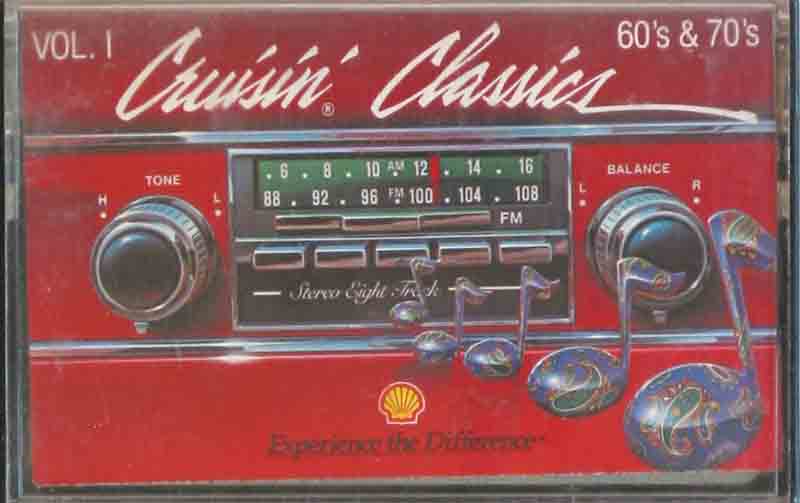 VOL. I
Cruisin'® Classics
60's & 70's
TONE
H
L
BALANCE
L
R
. 6 . 8 . 10 AM 12 . 14 . 16
88 . 92 . 96 FM 100 . 104 . 108
FM
Stereo Eight Track
Experience the Difference